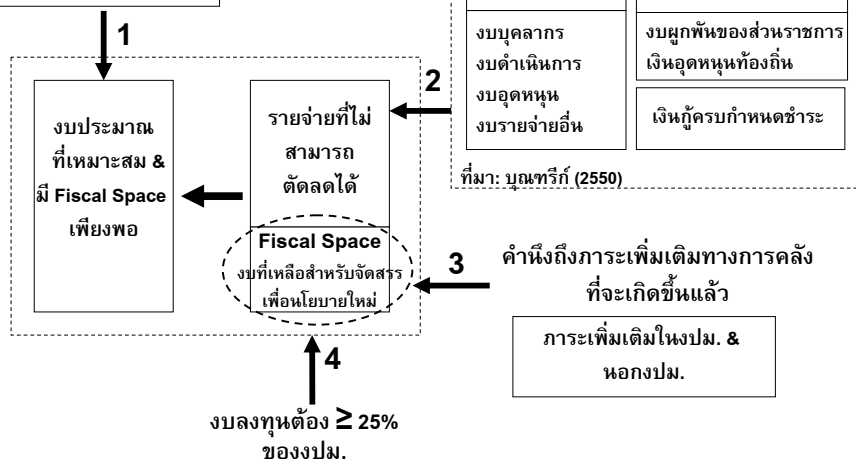 1
งบบุคลากร
งบดำเนินการ
งบอุดหนุน
งบรายจ่ายอื่น
งบผูกพันของส่วนราชการ
เงินอุดหนุนท้องถิ่น
เงินกู้ครบกำหนดชำระ
ที่มา: บุณฑรีก์ (2550)
2
งบประมาณ
ที่เหมาะสม &
มี Fiscal Space
เพียงพอ
รายจ่ายที่ไม่
สามารถ
ตัดลดได้
Fiscal Space
งบที่เหลือสำหรับจัดสรร
เพื่อนโยบายใหม่
3
คำนึงถึงภาระเพิ่มเติมทางการคลัง
ที่จะเกิดขึ้นแล้ว
ภาระเพิ่มเติมในงปม. &
นอกงปม.
4
งบลงทุนต้อง ≥ 25%
ของงปม.